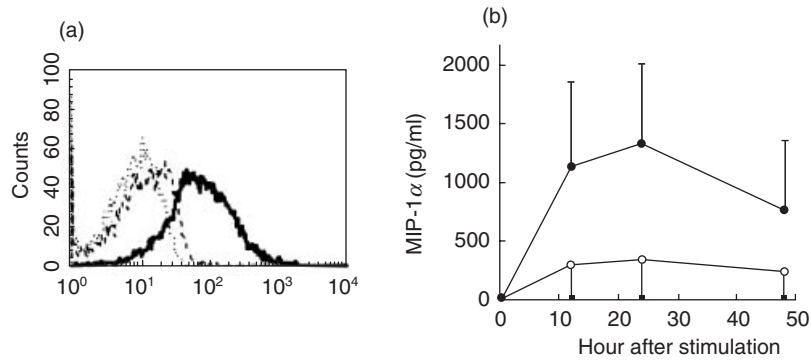 (a)
100
80
60
40
20
0
Counts
10⁰ 10¹ 10² 10³ 10⁴
(b)
2000
1500
1000
500
0
MIP-1α (pg/ml)
0 10 20 30 40 50
Hour after stimulation